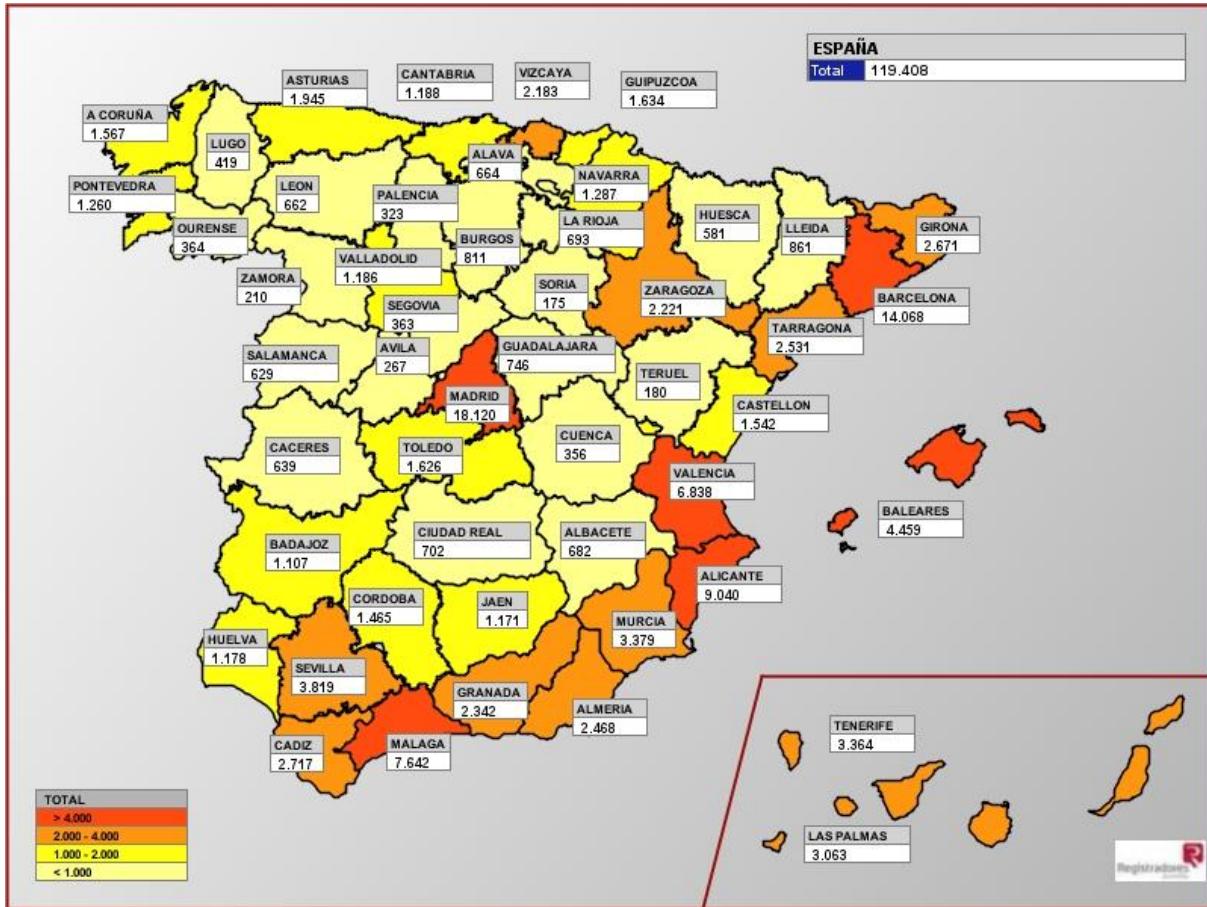 ESPAÑA
Total 119.408
ASTURIAS
1.945
CANTABRIA
1.188
VIZCAYA
2.183
GUIPUZCOA
1.634
A CORUÑA
1.567
LUGO
419
ALAVA
664
NAVARRA
1.287
PONTEVEDRA
1.260
LEON
662
PALENCIA
323
LA RIOJA
693
HUESCA
581
LLEIDA
861
GIRONA
2.671
OURENSE
364
BURGOS
811
VALLADOLID
1.186
ZAMORA
210
SORIA
175
ZARAGOZA
2.221
BARCELONA
14.068
SEGOVIA
363
TARRAGONA
2.531
SALAMANCA
629
AVILA
267
GUADALAJARA
746
TERUEL
180
MADRID
18.120
CASTELLON
1.542
CACERES
639
TOLEDO
1.626
CUENCA
356
VALENCIA
6.838
BALEARES
4.459
BADAJOZ
1.107
CIUDAD REAL
702
ALBACETE
682
ALICANTE
9.040
CORDOBA
1.465
JAEN
1.171
MURCIA
3.379
HUELVA
1.178
SEVILLA
3.819
GRANADA
2.342
ALMERIA
2.468
CADIZ
2.717
MALAGA
7.642
TENERIFE
3.364
LAS PALMAS
3.063
TOTAL
> 4.000
2.000 - 4.000
1.000 - 2.000
< 1.000
Registradores